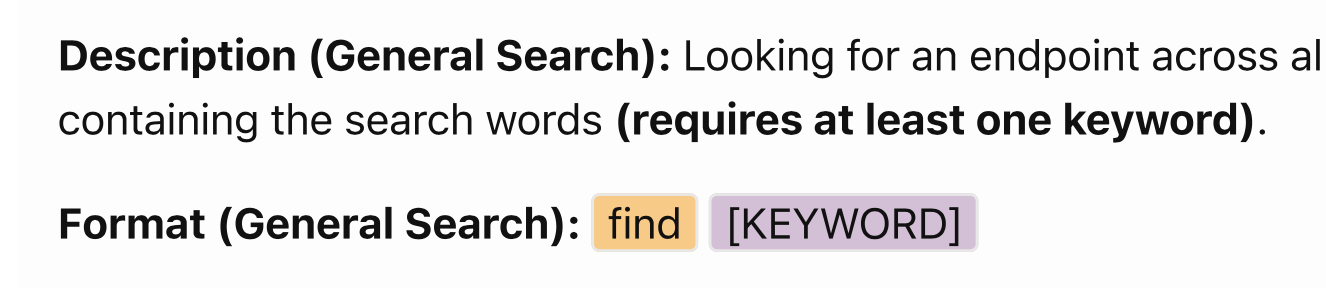 Description (General Search): Looking for an endpoint across al
containing the search words (requires at least one keyword).
Format (General Search): find [KEYWORD]